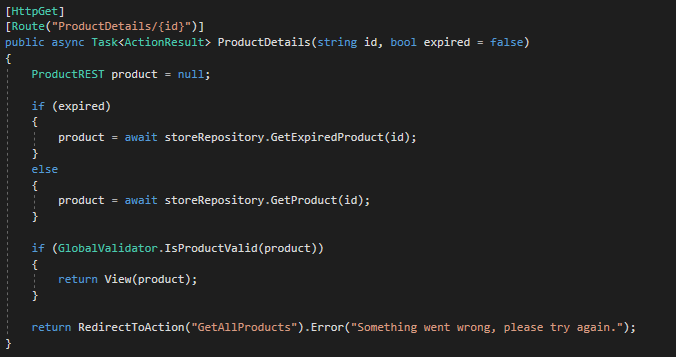 [HttpGet]
[Route("ProductDetails/{id}")]
public async Task<ActionResult> ProductDetails(string id, bool expired = false)
{
    ProductREST product = null;

    if (expired)
    {
        product = await storeRepository.GetExpiredProduct(id);
    }
    else
    {
        product = await storeRepository.GetProduct(id);
    }

    if (GlobalValidator.IsProductValid(product))
    {
        return View(product);
    }

    return RedirectToAction("GetAllProducts").Error("Something went wrong, please try again.");
}